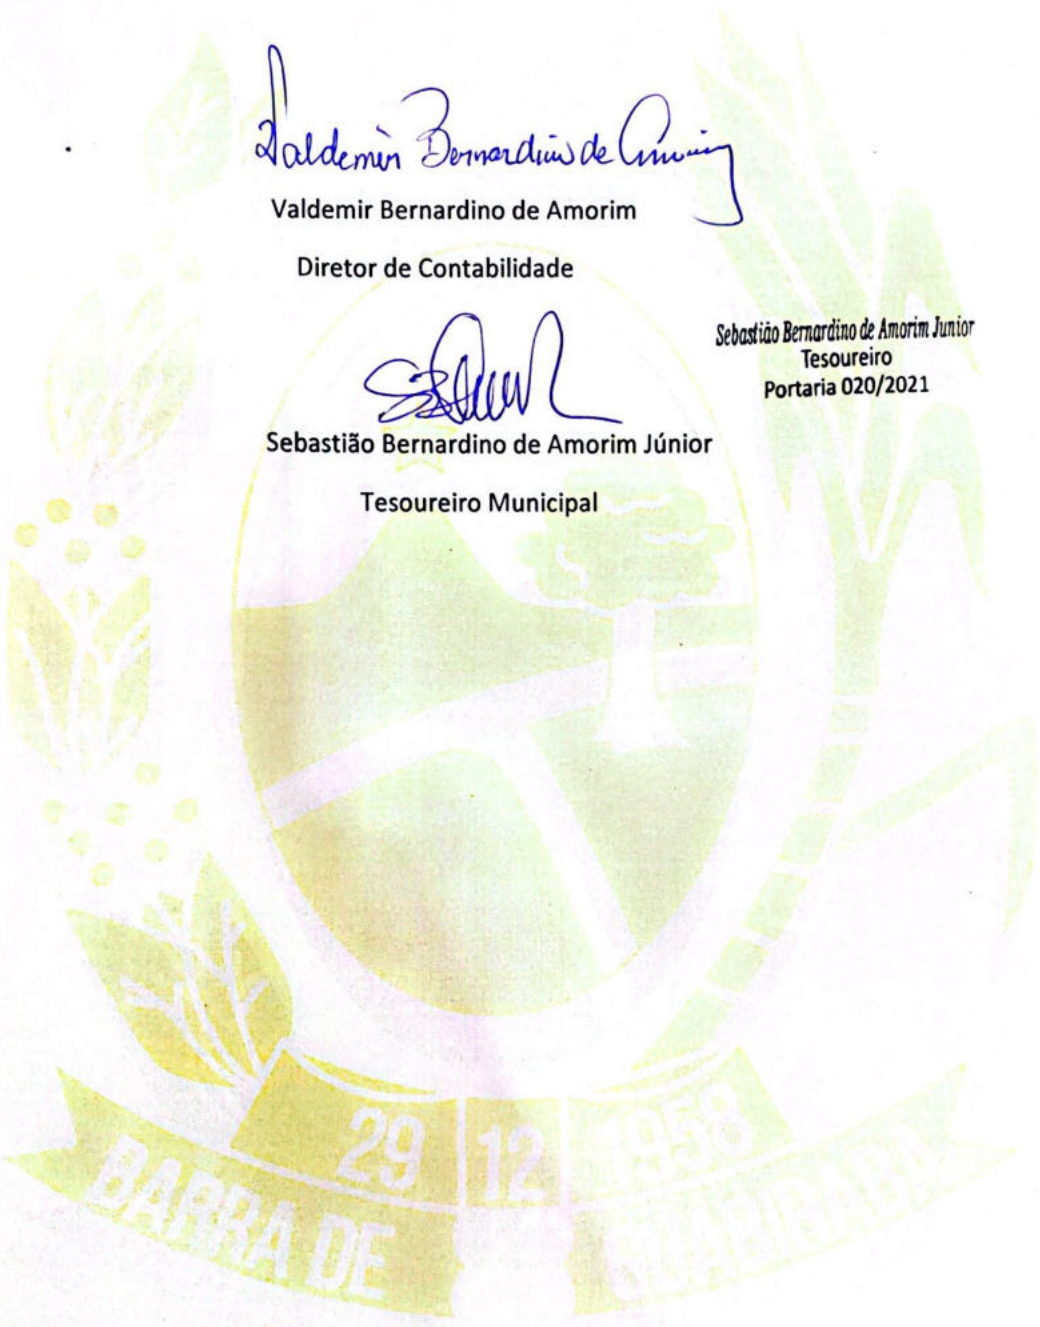 Valdemir Bernardino de Amorim
Valdemir Bernardino de Amorim
Diretor de Contabilidade
Sebastião Bernardino de Amorim Junior
Tesoureiro
Portaria 020/2021
Sebastião Bernardino de Amorim Júnior
Tesoureiro Municipal
29 12 1958
BARRA DE GUABIRABA